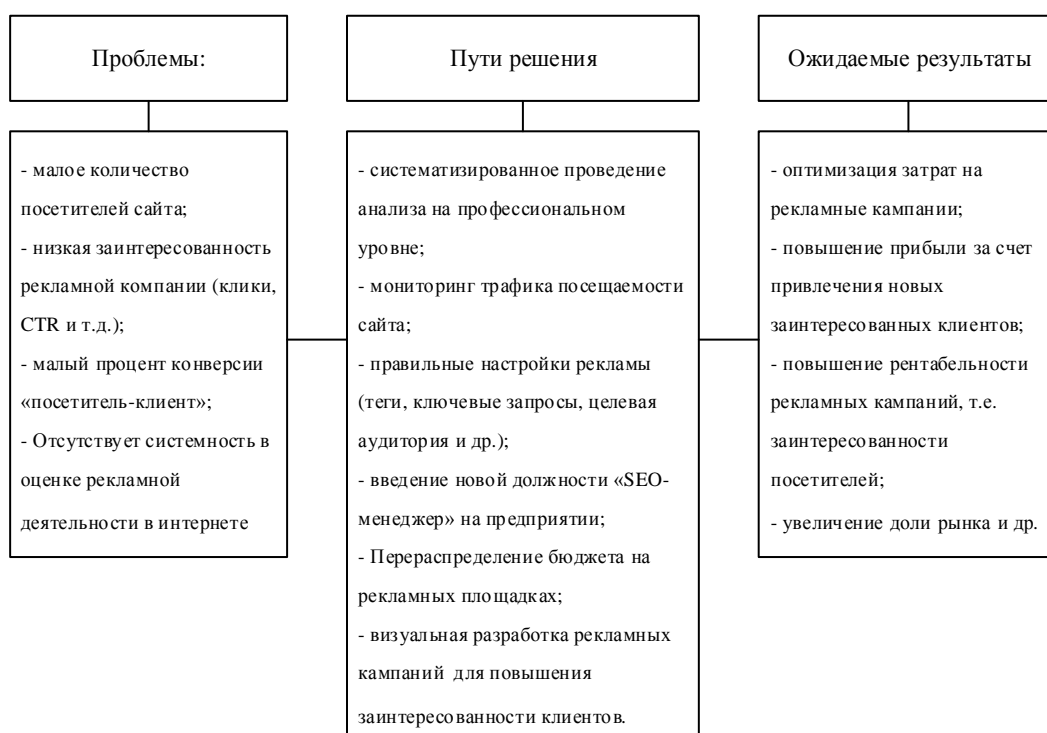 Проблемы:
Пути решения
Ожидаемые результаты
- малое количество
посетителей сайта;
- низкая заинтересованность
рекламной компании (клики,
CTR и т.д.);
- малый процент конверсии
«посетитель-клиент»;
- Отсутствует системность в
оценке рекламной
деятельности в интернете
- систематизированное проведение
анализа на профессиональном
уровне;
- мониторинг трафика посещаемости
сайта;
- правильные настройки рекламы
(теги, ключевые запросы, целевая
аудитория и др.);
- введение новой должности «SEO-
менеджер» на предприятии;
- Перераспределение бюджета на
рекламных площадках;
- визуальная разработка рекламных
кампаний для повышения
заинтересованности клиентов.
- оптимизация затрат на
рекламные кампании;
- повышение прибыли за счет
привлечения новых
заинтересованных клиентов;
- повышение рентабельности
рекламных кампаний, т.е.
заинтересованности
посетителей;
- увеличение доли рынка и др.